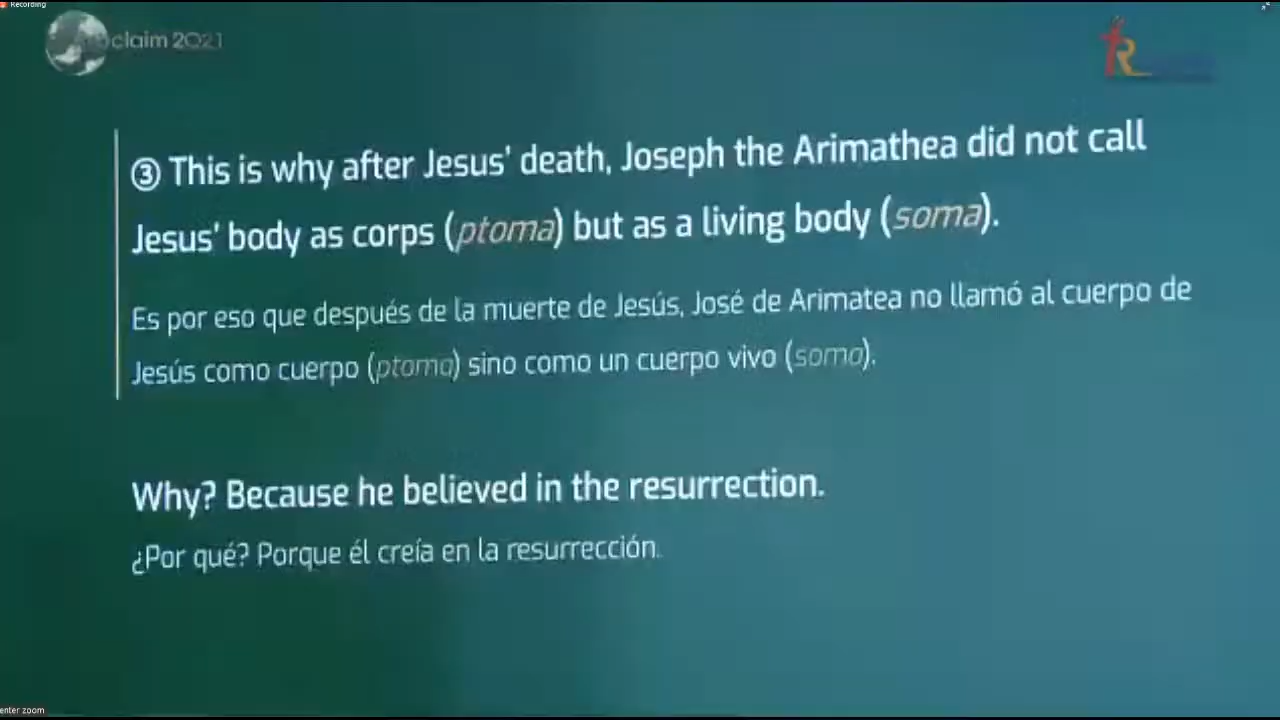 Recording
claim 2021
③ This is why after Jesus' death, Joseph the Arimathea did not call
Jesus' body as corps (ptoma) but as a living body (soma).
Es por eso que después de la muerte de Jesús, José de Arimatea no llamó al cuerpo de
Jesús como cuerpo (ptoma) sino como un cuerpo vivo (soma).
Why? Because he believed in the resurrection.
¿Por qué? Porque él creía en la resurrección.
enter zoom